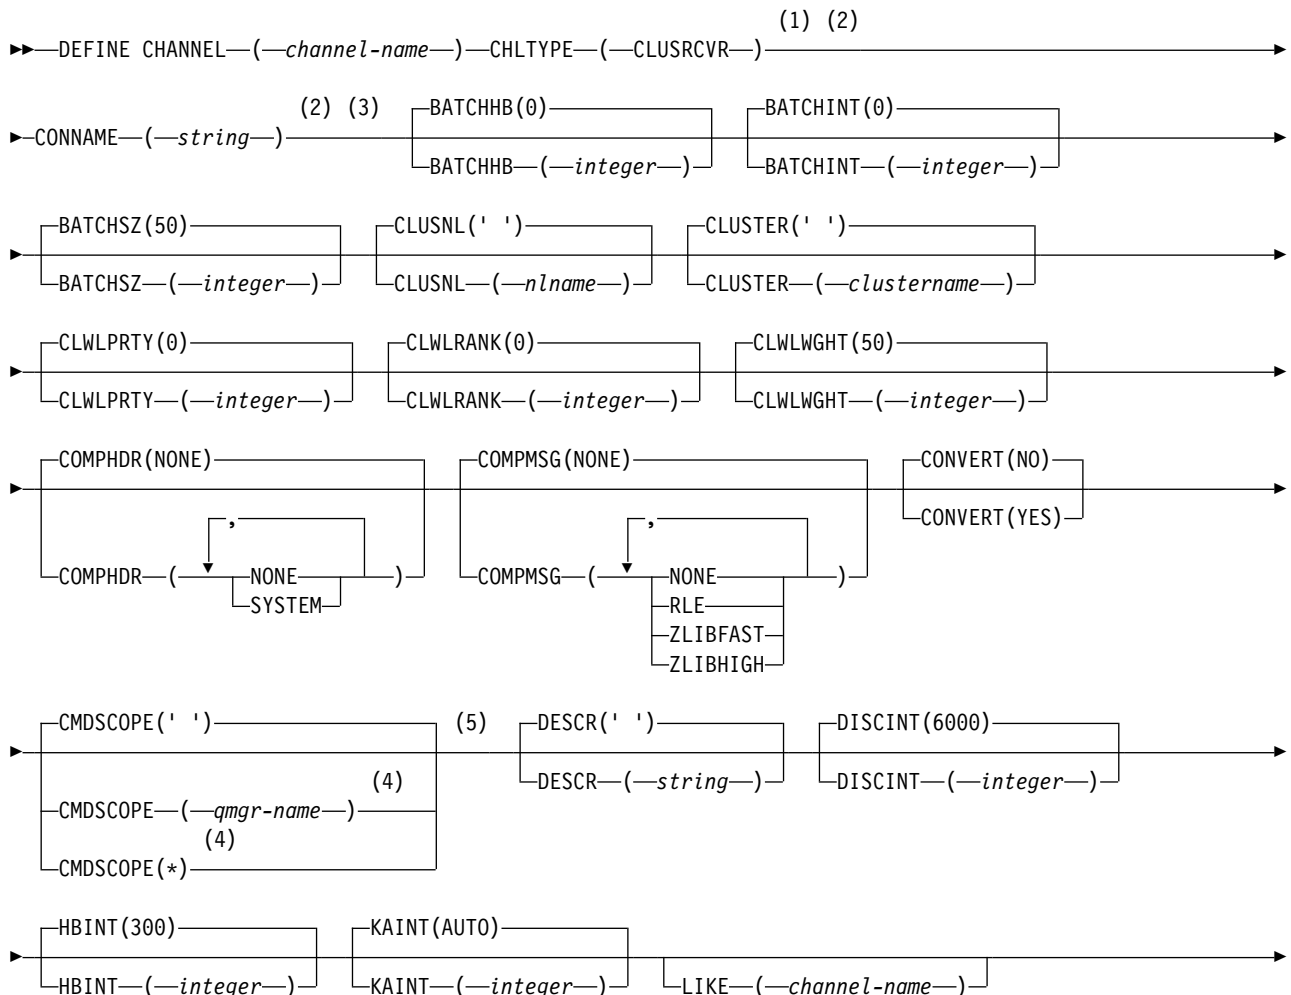 (1) (2)
DEFINE CHANNEL ( channel-name ) CHLTYPE ( CLUSRCVR )
(2) (3) BATCHHB(0) BATCHINT(0)
CONNAME ( string )
BATCHHB ( integer ) BATCHINT ( integer )
BATCHSZ(50) CLUSNL(' ') CLUSTER(' ')
BATCHSZ ( integer ) CLUSNL ( nlname ) CLUSTER ( clustername )
CLWLPRTY(0) CLWLRANK(0) CLWLWGHT(50)
CLWLPRTY ( integer ) CLWLRANK ( integer ) CLWLWGHT ( integer )
COMPHDR(NONE) COMPMSG(NONE) CONVERT(NO)
CONVERT(YES)
, ,
COMPHDR ( NONE ) COMPMSG ( NONE )
SYSTEM RLE
ZLIBFAST
ZLIBHIGH
CMDSCOPE(' ') (5) DESCR(' ') DISCINT(6000)
DESCR ( string ) DISCINT ( integer )
(4)
CMDSCOPE ( qmgr-name )
(4)
CMDSCOPE(*)
HBINT(300) KAINT(AUTO)
HBINT ( integer ) KAINT ( integer ) LIKE ( channel-name )